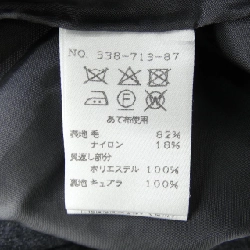 NO. 338-713-87
あて布使用
表地 毛 82%
ナイロン 18%
見返し部分
ポリエステル 100%
裏地 キュプラ 100%